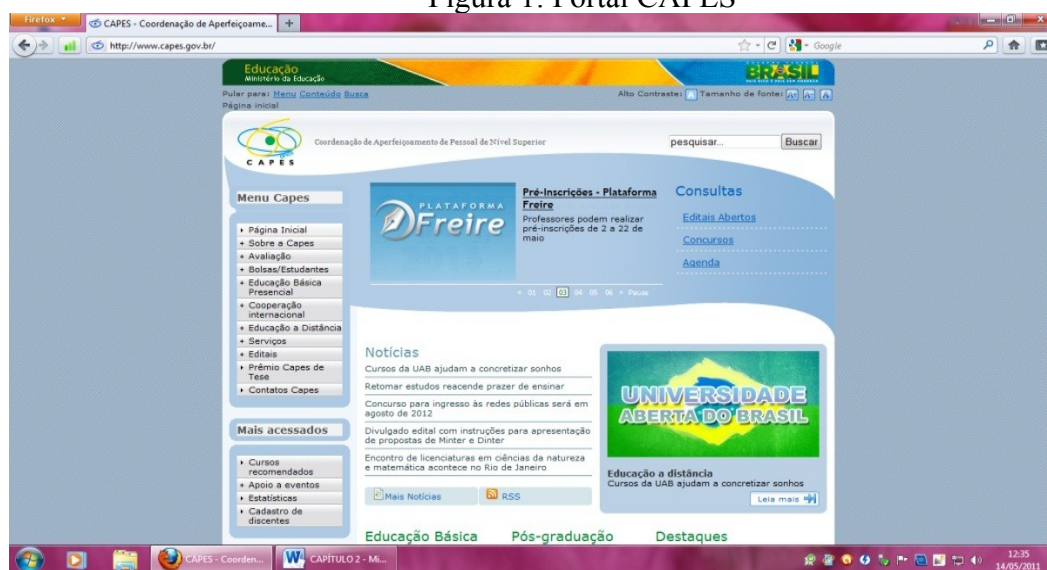 Figura 1: Portal CAPES
Firefox
CAPES - Coordenação de Aperfeiçoame...
http://www.capes.gov.br/
Google
Educação
Ministério da Educação
BRASIL
Pular para: Menu Conteúdo Busca
Alto Contraste: A Tamanho de fonte: A+ A- A
Página inicial
CAPES
Coordenação de Aperfeiçoamento de Pessoal de Nível Superior
pesquisar...
Buscar
Menu Capes
Página Inicial
Sobre a Capes
Avaliação
Bolsas/Estudantes
Educação Básica
Presencial
Cooperação
internacional
Educação a Distância
Serviços
Editais
Prêmio Capes de
Tese
Contatos Capes
Mais acessados
Cursos
recomendados
Apoio a eventos
Estatísticas
Cadastro de
discentes
PLATAFORMA
Freire
Pré-Inscrições - Plataforma
Freire
Professores podem realizar
pré-inscrições de 2 a 22 de
maio
« 01 02 03 04 05 06 » Pause
Consultas
Editais Abertos
Concursos
Agenda
Notícias
Cursos da UAB ajudam a concretizar sonhos
Retomar estudos reacende prazer de ensinar
Concurso para ingresso às redes públicas será em
agosto de 2012
Divulgado edital com instruções para apresentação
de propostas de Minter e Dinter
Encontro de licenciaturas em ciências da natureza
e matemática acontece no Rio de Janeiro
Mais Notícias
RSS
UNIVERSIDADE
ABERTA DO BRASIL
Educação a distância
Cursos da UAB ajudam a concretizar sonhos
Leia mais
Educação Básica
Pós-graduação
Destaques
CAPES - Coorden...
CAPÍTULO 2 - Mi...
12:35
14/05/2011